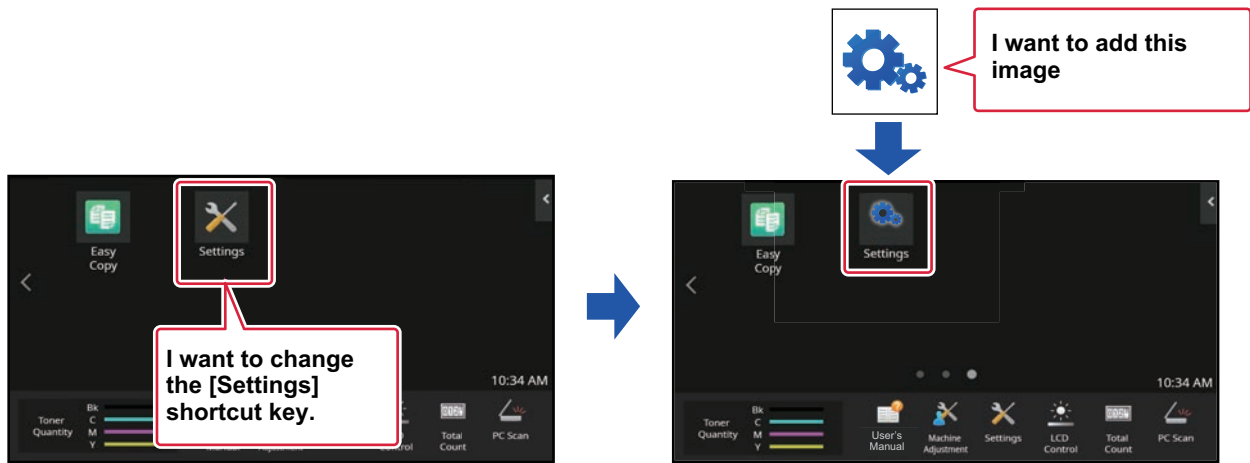 I want to add this
image
Easy
Copy
Settings
I want to change
the [Settings]
shortcut key.
10:34 AM
Toner
Quantity
Bk
C
M
Y
Total
Count
PC Scan
Easy
Copy
Settings
10:34 AM
Toner
Quantity
Bk
C
M
Y
User's
Manual
Machine
Adjustment
Settings
LCD
Control
Total
Count
PC Scan